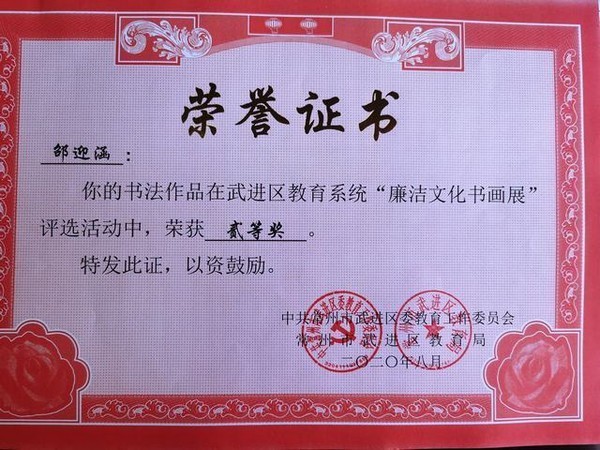 荣誉证书
邵迎涵：
你的书法作品在武进区教育系统“廉洁文化书画展”
评选活动中，荣获 贰等奖 。
特发此证，以资鼓励。
中共常州市武进区委教育工作委员会
常州市武进区教育局
二〇二〇年八月